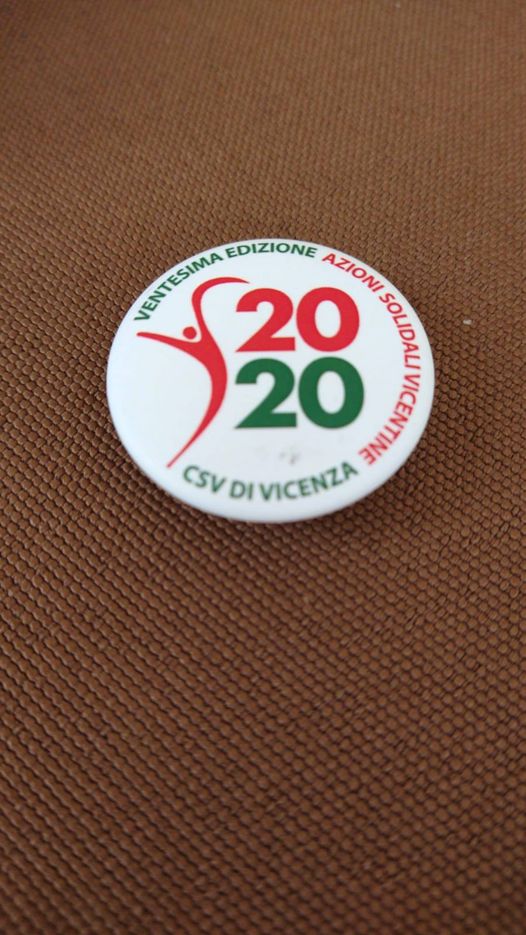 VENTESIMA EDIZIONE AZIONI SOLIDALI VICENTINE
20
20
CSV DI VICENZA